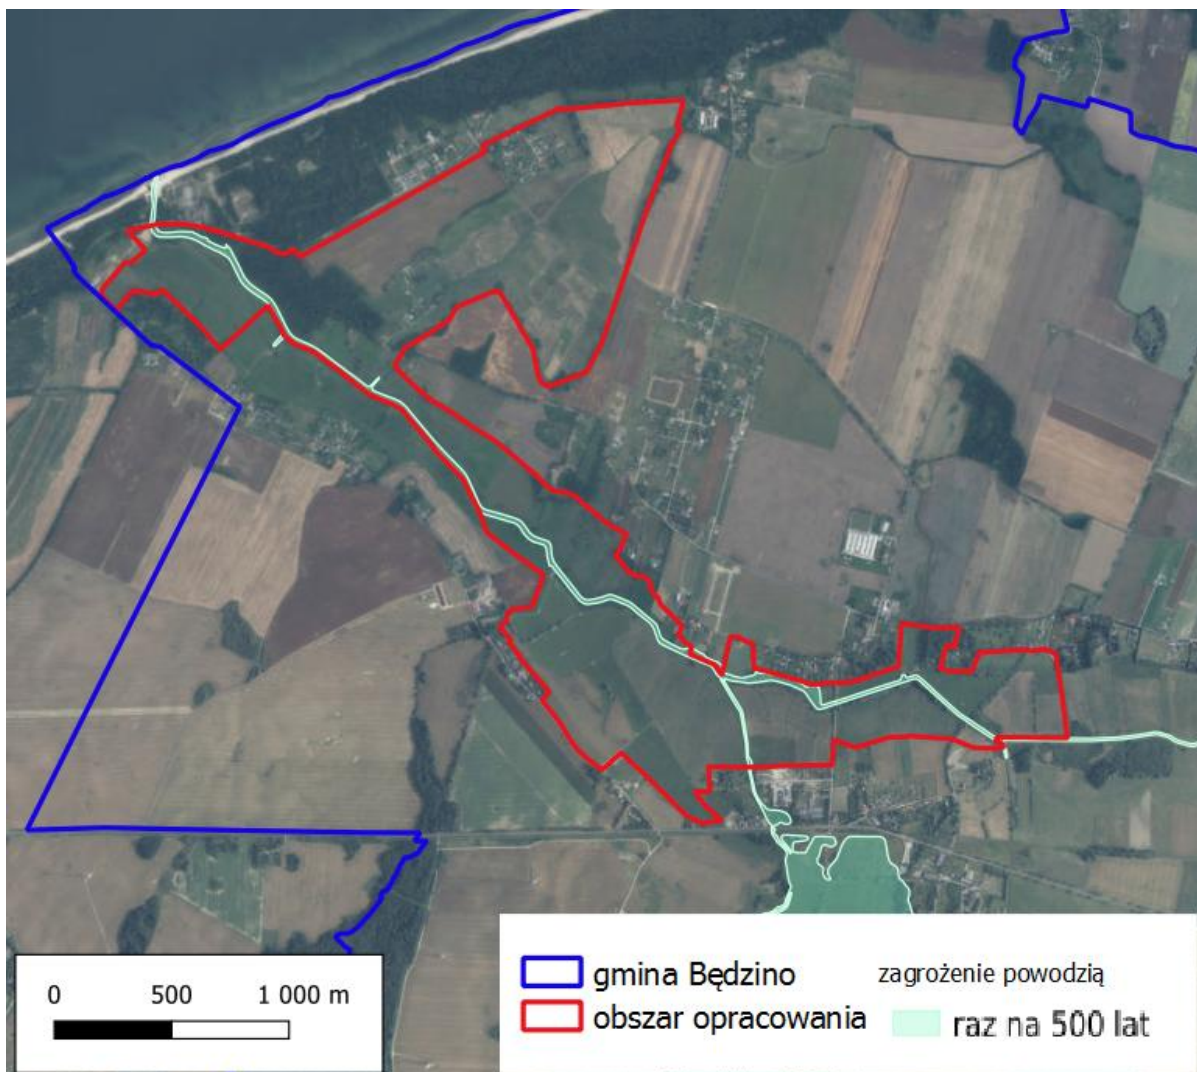 0 500 1 000 m
gmina Będzino
obszar opracowania
zagrożenie powodzią
raz na 500 lat